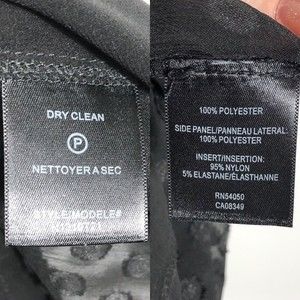 DRY CLEAN
P
NETTOYER A SEC
STYLE/MODELE#
100% POLYESTER
SIDE PANEL/PANNEAU LATERAL:
100% POLYESTER
INSERT/INSERTION:
95% NYLON
5% ELASTANE/ÉLASTHANNE
RN54050
CA08349